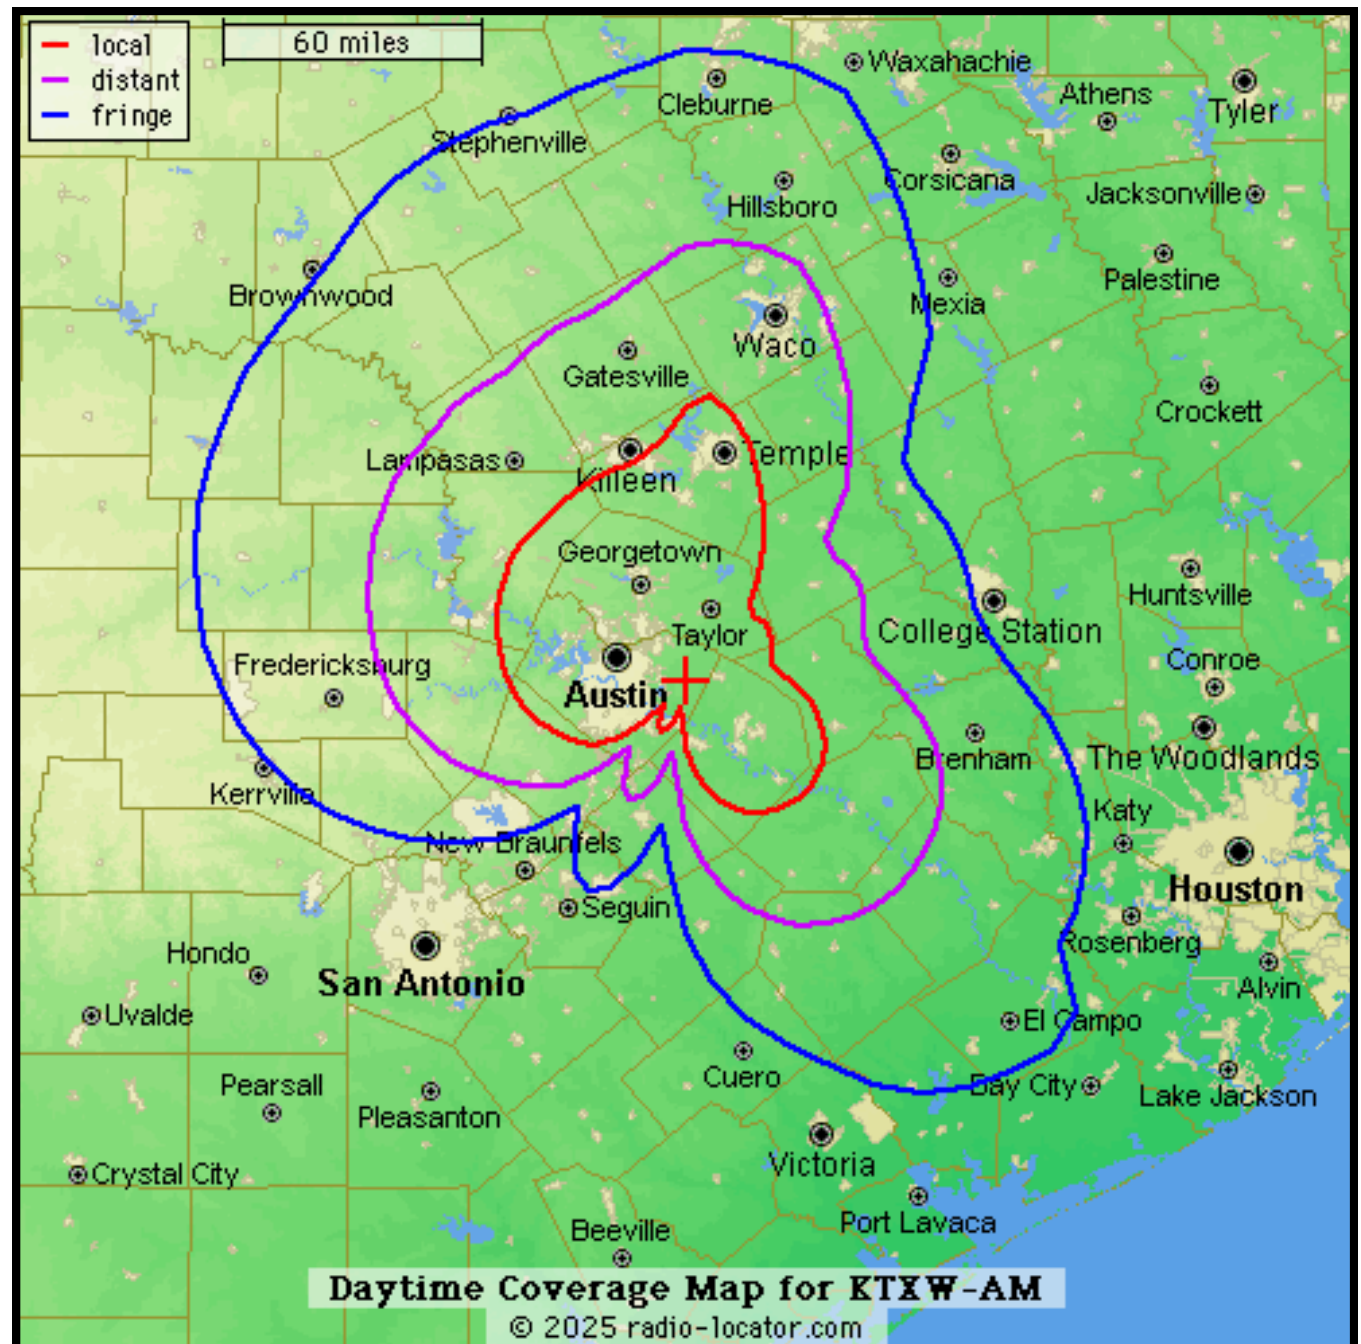 local
60 miles
distant
fringe
Waxahachie
Cleburne
Athens
Tyler
Stephenville
Corsicana
Hillsboro
Jacksonville
Brownwood
Mexia
Palestine
Waco
Gatesville
Crockett
Lampasas
Killeen
Temple
Georgetown
Huntsville
Taylor
College Station
Fredericksburg
Conroe
Austin
Brenham
The Woodlands
Kerrville
Katy
New Braunfels
Houston
Seguin
Rosenberg
Hondo
San Antonio
Alvin
Uvalde
El Campo
Cuero
Pearsall
Bay City
Lake Jackson
Pleasanton
Victoria
Crystal City
Port Lavaca
Beeville
Daytime Coverage Map for KTXW-AM
© 2025 radio-locator.com